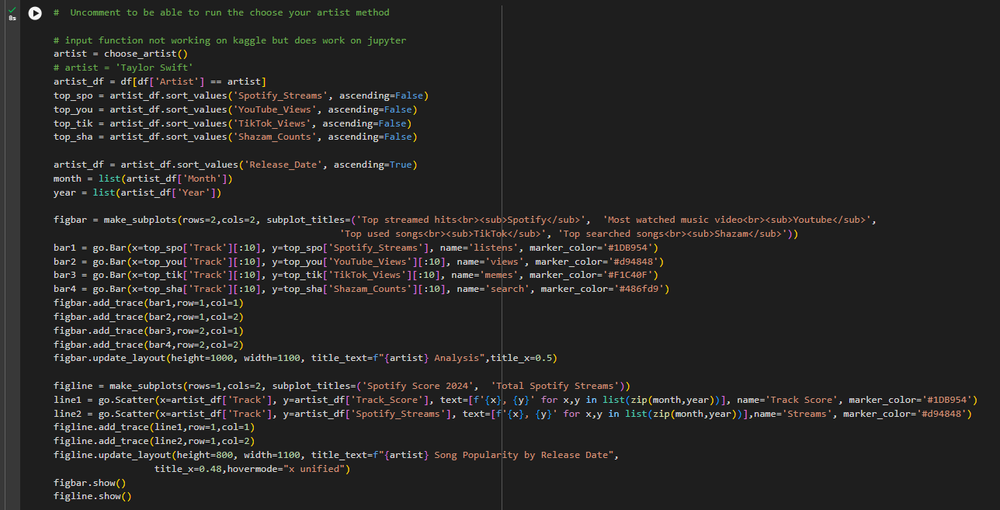 8s
#  Uncomment to be able to run the choose your artist method
# input function not working on kaggle but does work on jupyter
artist = choose_artist()
# artist = 'Taylor Swift'
artist_df = df[df['Artist'] == artist]
top_spo = artist_df.sort_values('Spotify_Streams', ascending=False)
top_you = artist_df.sort_values('YouTube_Views', ascending=False)
top_tik = artist_df.sort_values('TikTok_Views', ascending=False)
top_sha = artist_df.sort_values('Shazam_Counts', ascending=False)
artist_df = artist_df.sort_values('Release_Date', ascending=True)
month = list(artist_df['Month'])
year = list(artist_df['Year'])
figbar = make_subplots(rows=2,cols=2, subplot_titles=('Top streamed hits<br><sub>Spotify</sub>',  'Most watched music video<br><sub>Youtube</sub>',
'Top used songs<br><sub>TikTok</sub>', 'Top searched songs<br><sub>Shazam</sub>'))
bar1 = go.Bar(x=top_spo['Track'][:10], y=top_spo['Spotify_Streams'], name='listens', marker_color='#1DB954')
bar2 = go.Bar(x=top_you['Track'][:10], y=top_you['YouTube_Views'][:10], name='views', marker_color='#d94848')
bar3 = go.Bar(x=top_tik['Track'][:10], y=top_tik['TikTok_Views'][:10], name='memes', marker_color='#F1C40F')
bar4 = go.Bar(x=top_sha['Track'][:10], y=top_sha['Shazam_Counts'][:10], name='search', marker_color='#486fd9')
figbar.add_trace(bar1,row=1,col=1)
figbar.add_trace(bar2,row=1,col=2)
figbar.add_trace(bar3,row=2,col=1)
figbar.add_trace(bar4,row=2,col=2)
figbar.update_layout(height=1000, width=1100, title_text=f"{artist} Analysis",title_x=0.5)
figline = make_subplots(rows=1,cols=2, subplot_titles=('Spotify Score 2024',  'Total Spotify Streams'))
line1 = go.Scatter(x=artist_df['Track'], y=artist_df['Track_Score'], text=[f'{x}, {y}' for x,y in list(zip(month,year))], name='Track Score', marker_color='#1DB954')
line2 = go.Scatter(x=artist_df['Track'], y=artist_df['Spotify_Streams'], text=[f'{x}, {y}' for x,y in list(zip(month,year))],name='Streams', marker_color='#d94848')
figline.add_trace(line1,row=1,col=1)
figline.add_trace(line2,row=1,col=2)
figline.update_layout(height=800, width=1100, title_text=f"{artist} Song Popularity by Release Date",
title_x=0.48,hovermode="x unified")
figbar.show()
figline.show()